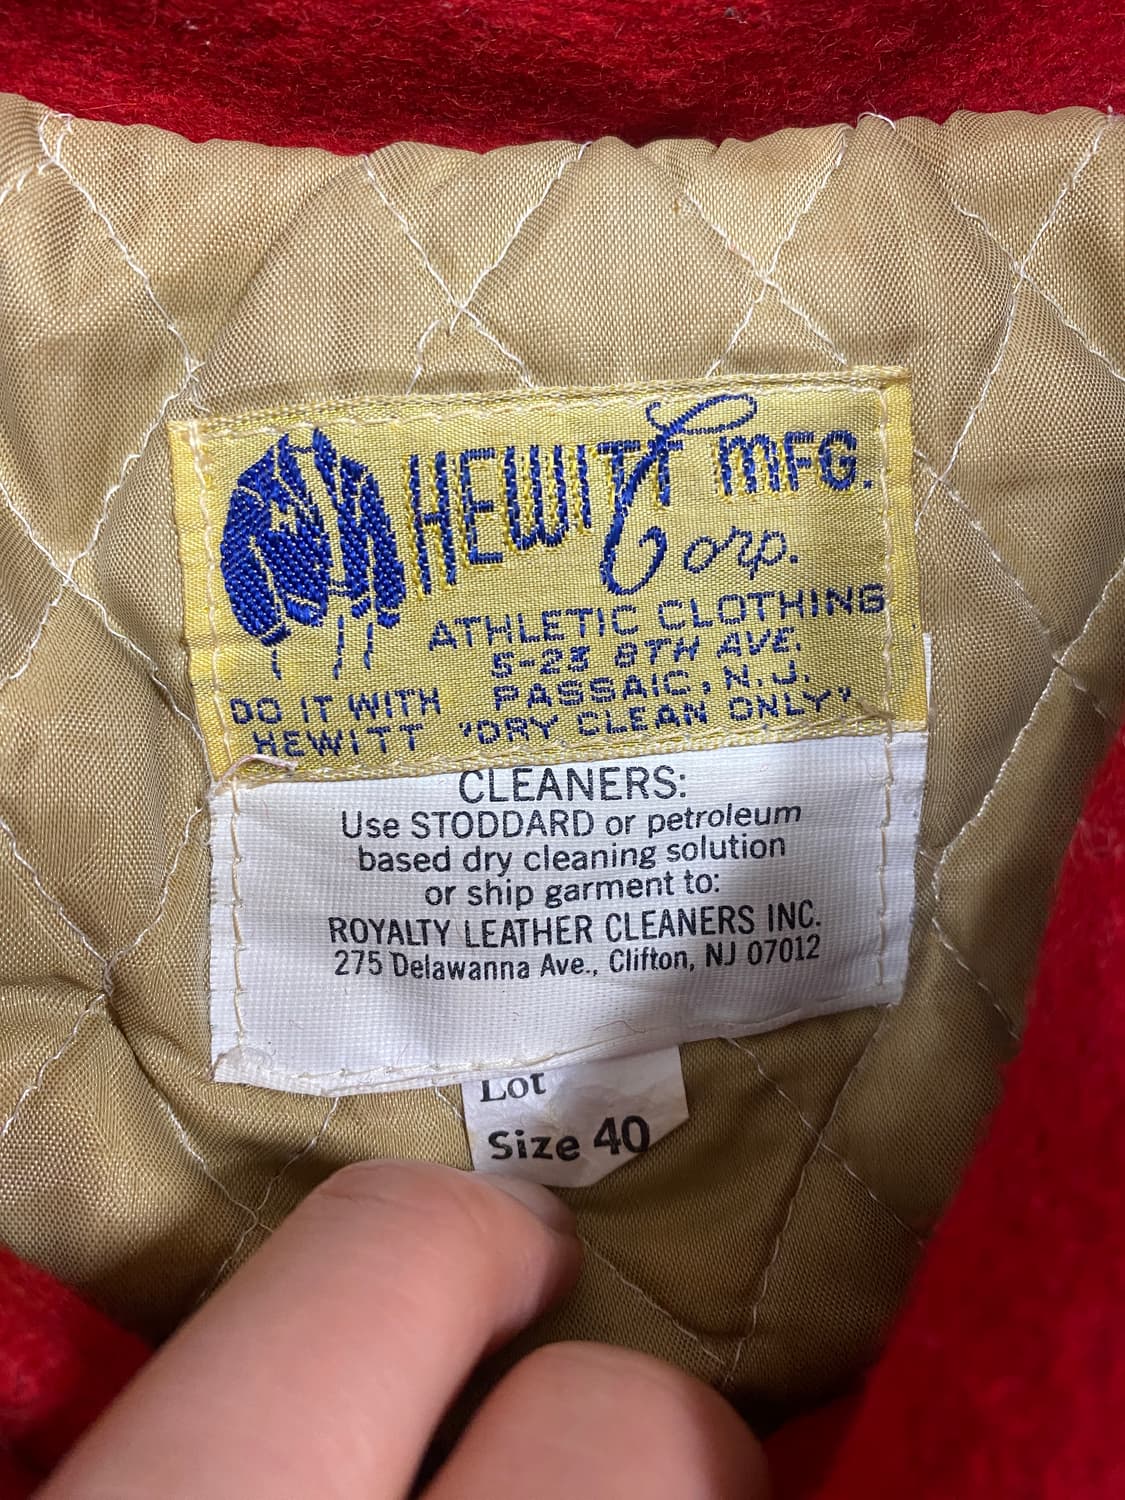 HEWITT MFG.
Corp.
ATHLETIC CLOTHING
5-23 8TH AVE.
PASSAIC, N.J.
DO IT WITH
HEWITT
"DRY CLEAN ONLY"
CLEANERS:
Use STODDARD or petroleum
based dry cleaning solution
or ship garment to:
ROYALTY LEATHER CLEANERS INC.
275 Delawanna Ave., Clifton, NJ 07012
Lot
Size 40